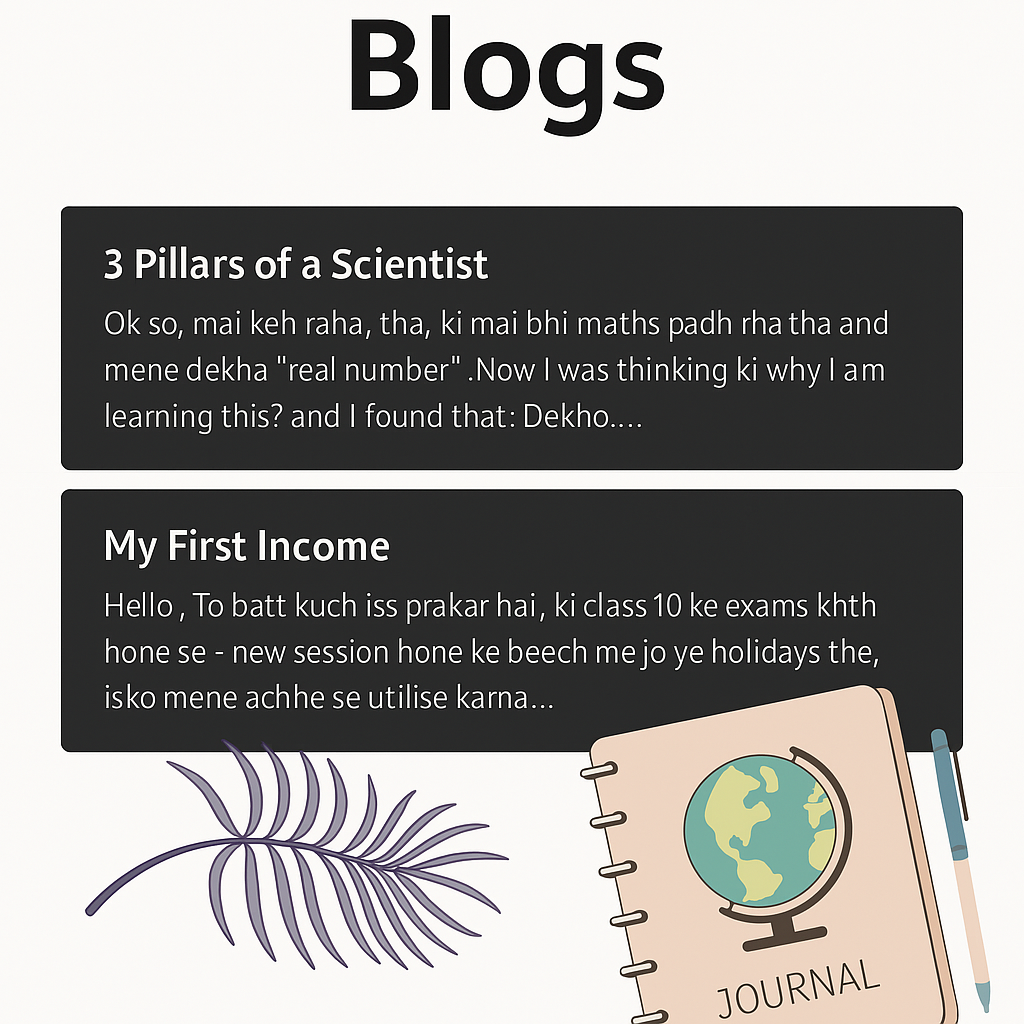 Blogs
3 Pillars of a Scientist
Ok so, mai keh raha, tha, ki mai bhi maths padh rha tha and
mene dekha "real number" .Now I was thinking ki why I am
learning this? and I found that: Dekho....
My First Income
Hello , To batt kuch iss prakar hai, ki class 10 ke exams khth
hone se - new session hone ke beech me jo ye holidays the,
isko mene achhe se utilise karna...
JOURNAL